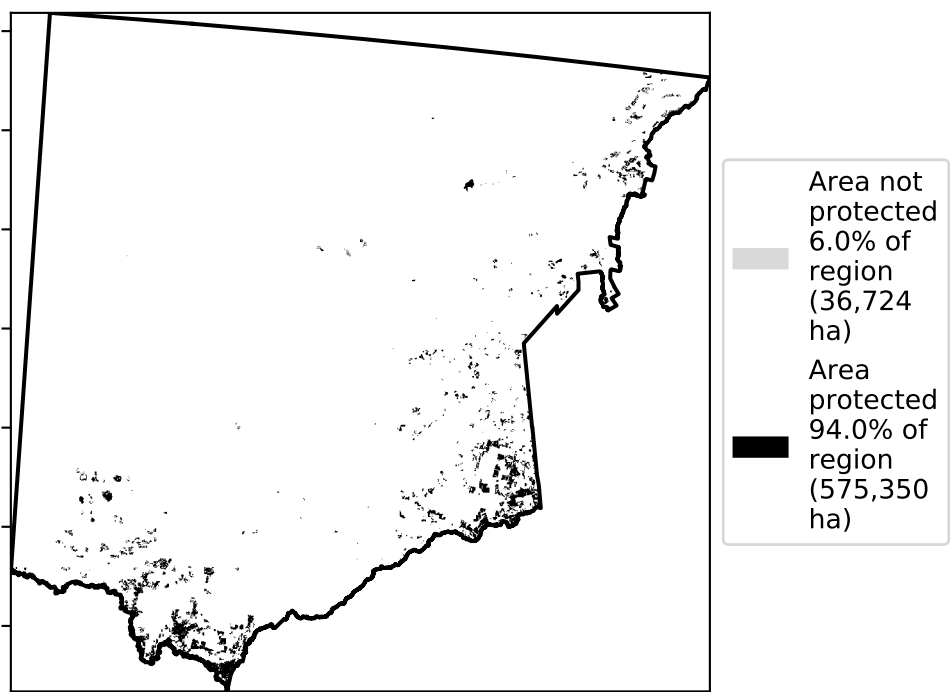 Area not
protected
6.0% of
region
(36,724
ha)
Area
protected
94.0% of
region
(575,350
ha)